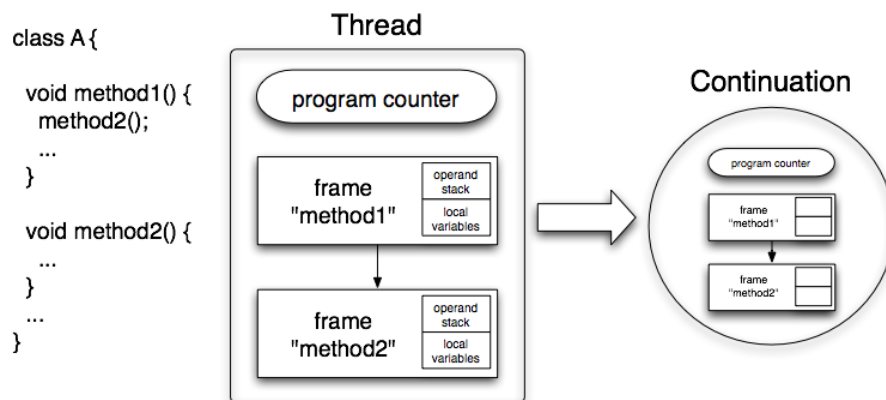 class A {
void method1() {
method2();
...
}
void method2() {
...
}
...
}
Thread
program counter
frame
"method1"
operand
stack
local
variables
frame
"method2"
operand
stack
local
variables
Continuation
program counter
frame
"method1"
frame
"method2"